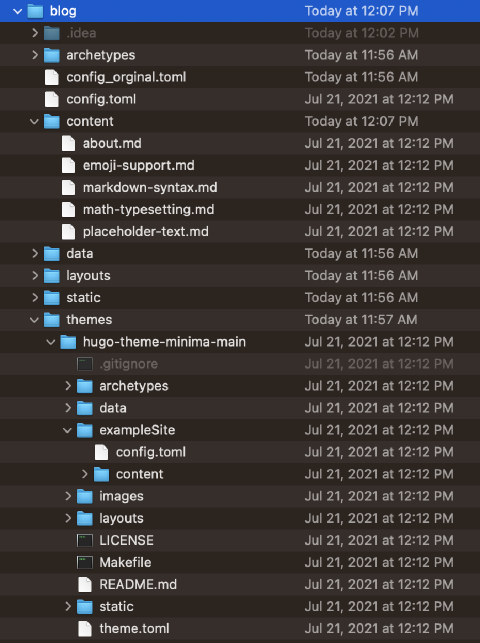 blog Today at 12:07 PM
.idea Today at 12:02 PM
archetypes Today at 11:56 AM
config_orginal.toml Today at 11:56 AM
config.toml Jul 21, 2021 at 12:12 PM
content Today at 12:07 PM
about.md Jul 21, 2021 at 12:12 PM
emoji-support.md Jul 21, 2021 at 12:12 PM
markdown-syntax.md Jul 21, 2021 at 12:12 PM
math-typesetting.md Jul 21, 2021 at 12:12 PM
placeholder-text.md Jul 21, 2021 at 12:12 PM
data Today at 11:56 AM
layouts Today at 11:56 AM
static Today at 11:56 AM
themes Today at 11:57 AM
hugo-theme-minima-main Jul 21, 2021 at 12:12 PM
.gitignore Jul 21, 2021 at 12:12 PM
archetypes Jul 21, 2021 at 12:12 PM
data Jul 21, 2021 at 12:12 PM
exampleSite Jul 21, 2021 at 12:12 PM
config.toml Jul 21, 2021 at 12:12 PM
content Jul 21, 2021 at 12:12 PM
images Jul 21, 2021 at 12:12 PM
layouts Jul 21, 2021 at 12:12 PM
LICENSE Jul 21, 2021 at 12:12 PM
Makefile Jul 21, 2021 at 12:12 PM
README.md Jul 21, 2021 at 12:12 PM
static Jul 21, 2021 at 12:12 PM
theme.toml Jul 21, 2021 at 12:12 PM